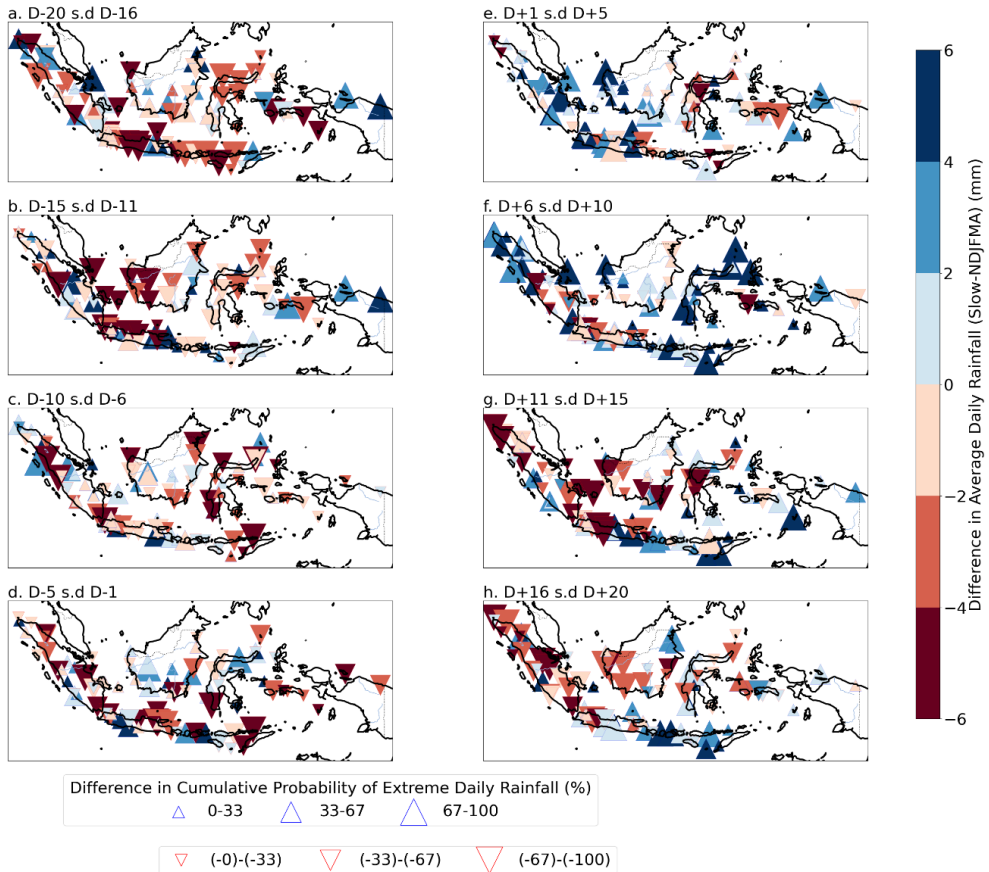 a. D-20 s.d D-16
e. D+1 s.d D+5
b. D-15 s.d D-11
f. D+6 s.d D+10
c. D-10 s.d D-6
g. D+11 s.d D+15
d. D-5 s.d D-1
h. D+16 s.d D+20
6
4
2
0
−2
−4
−6
Difference in Average Daily Rainfall (Slow-NDJFMA) (mm)
Difference in Cumulative Probability of Extreme Daily Rainfall (%)
0-33 33-67 67-100
(-0)-(-33) (-33)-(-67) (-67)-(-100)